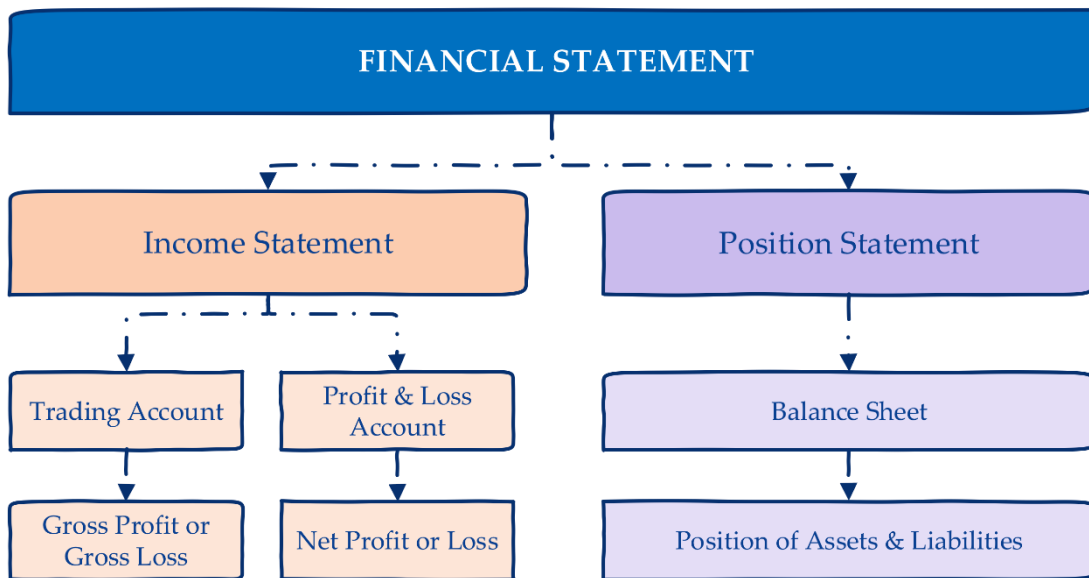 FINANCIAL STATEMENT
Income Statement
Position Statement
Trading Account
Profit & Loss
Account
Balance Sheet
Gross Profit or
Gross Loss
Net Profit or Loss
Position of Assets & Liabilities